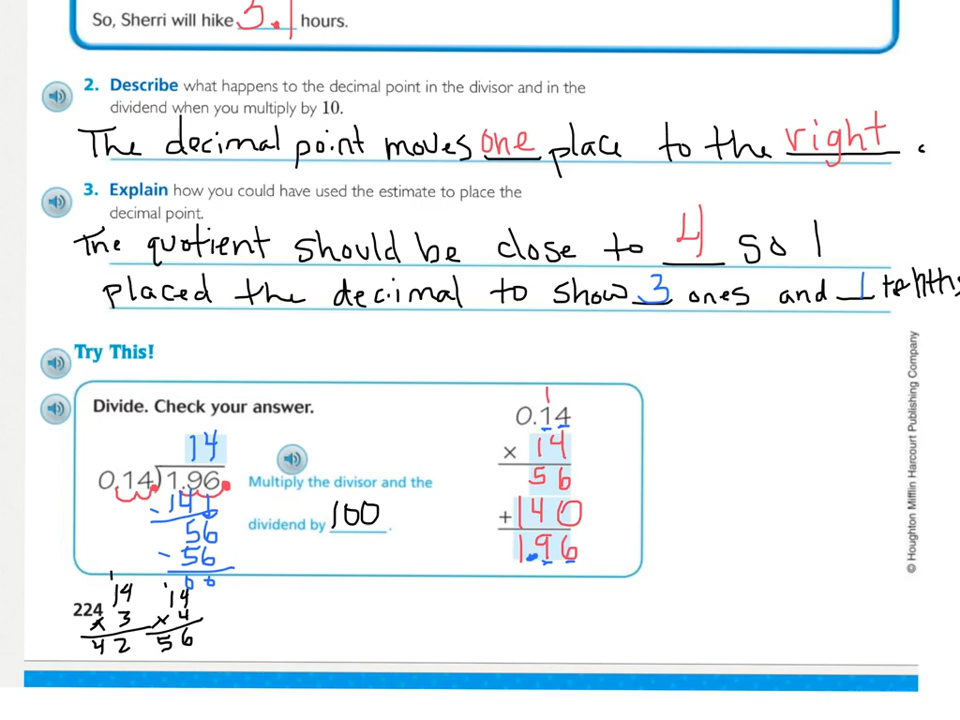 So, Sherri will hike 3.1 hours.
2. Describe what happens to the decimal point in the divisor and in the
dividend when you multiply by 10.
The decimal point moves one place to the right.
3. Explain how you could have used the estimate to place the
decimal point.
The quotient should be close to 4 so I
placed the decimal to show 3 ones and 1 tenths
Try This!
Divide. Check your answer.
14
0.14)1.96.
- 14
56
- 56
00
Multiply the divisor and the
dividend by 100.
1
0.14
× 14
56
+140
1.96
224
1
14
× 3
42
1
14
× 4
56
© Houghton Mifflin Harcourt Publishing Company